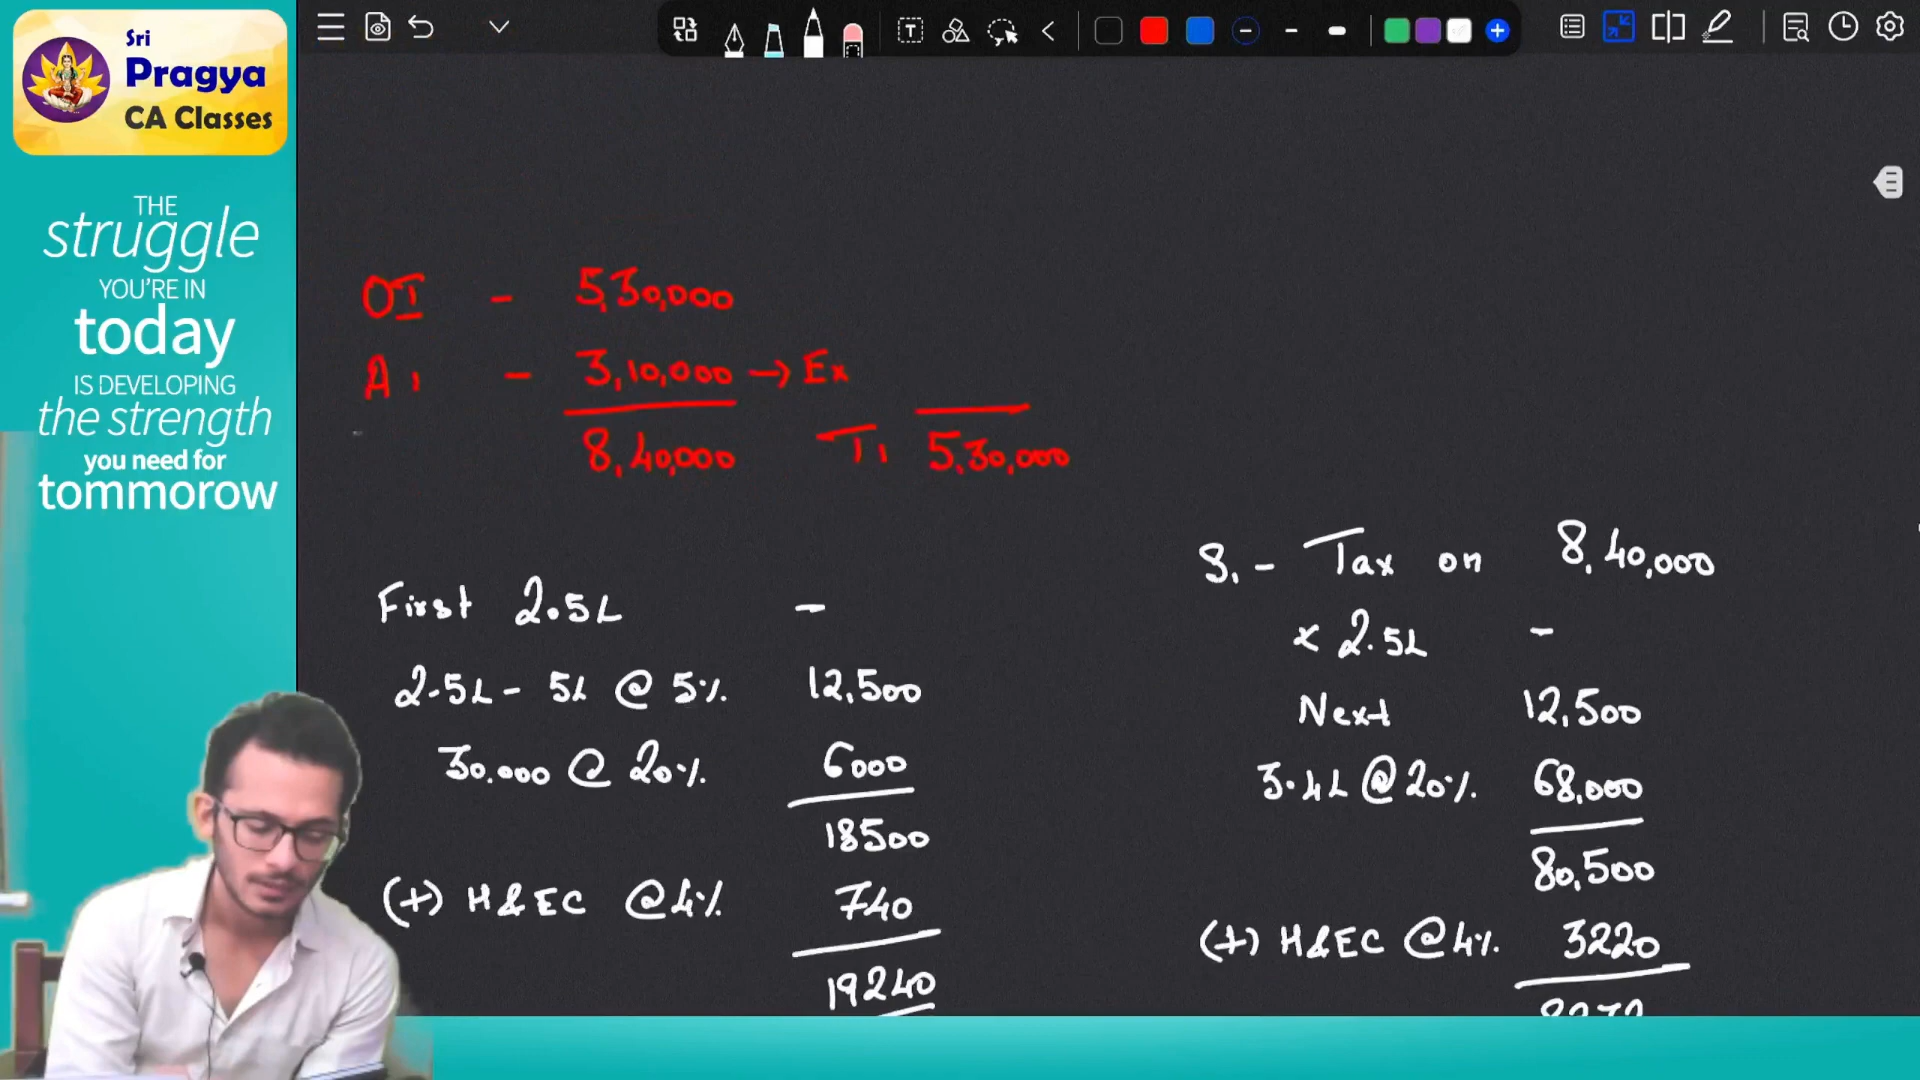 Sri
Pragya
CA Classes
THE
struggle
YOU'RE IN
today
IS DEVELOPING
the strength
you need for
tommorow
OI - 5,30,000
AI - 3,10,000 → Ex
8,40,000 TI 5,30,000
First 2.5L -
2.5L - 5L @ 5% 12,500
30,000 @ 20% 6000
18500
(+) H&EC @4% 740
19240
S. - Tax on 8,40,000
x 2.5L -
Next 12,500
3.4L @ 20% 68,000
80,500
(+) H&EC @4% 3220